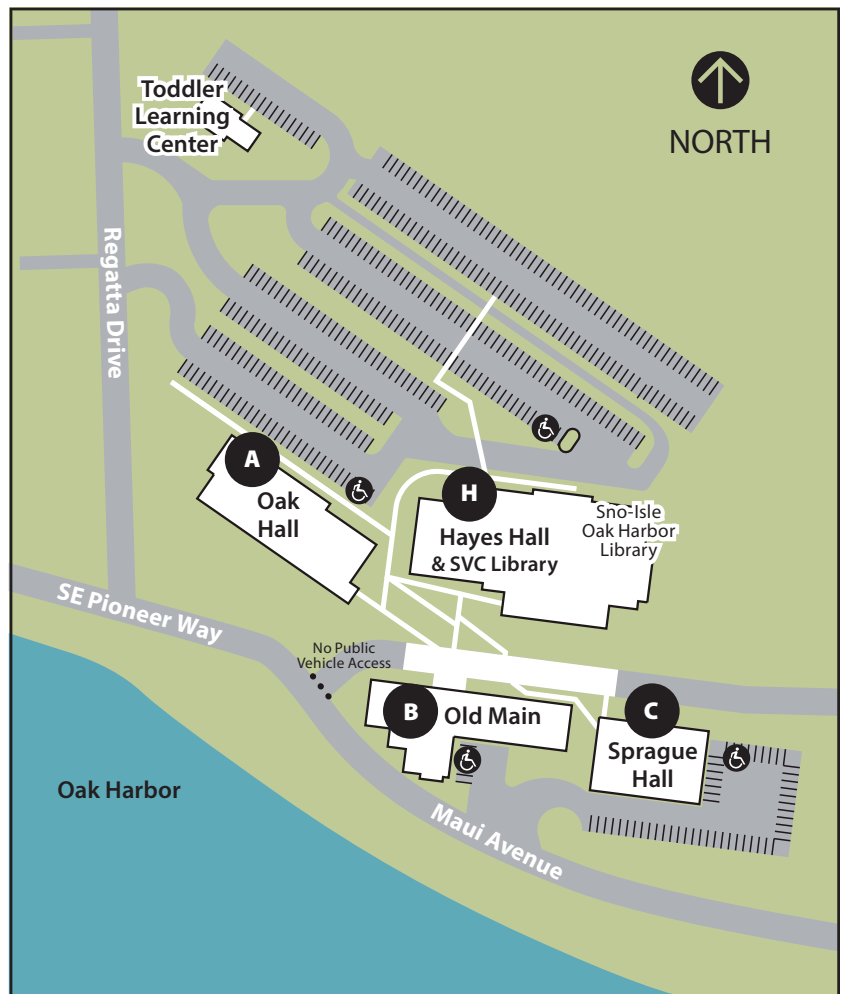 Toddler
Learning
Center
NORTH
Regatta Drive
A
Oak
Hall
H
Hayes Hall
& SVC Library
Sno-Isle
Oak Harbor
Library
SE Pioneer Way
No Public
Vehicle Access
B
Old Main
C
Sprague
Hall
Oak Harbor
Maui Avenue